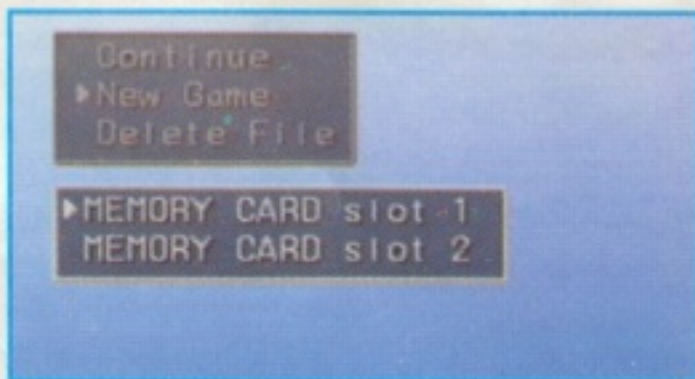 Continue
▶New Game
Delete File
▶MEMORY CARD slot 1
MEMORY CARD slot 2